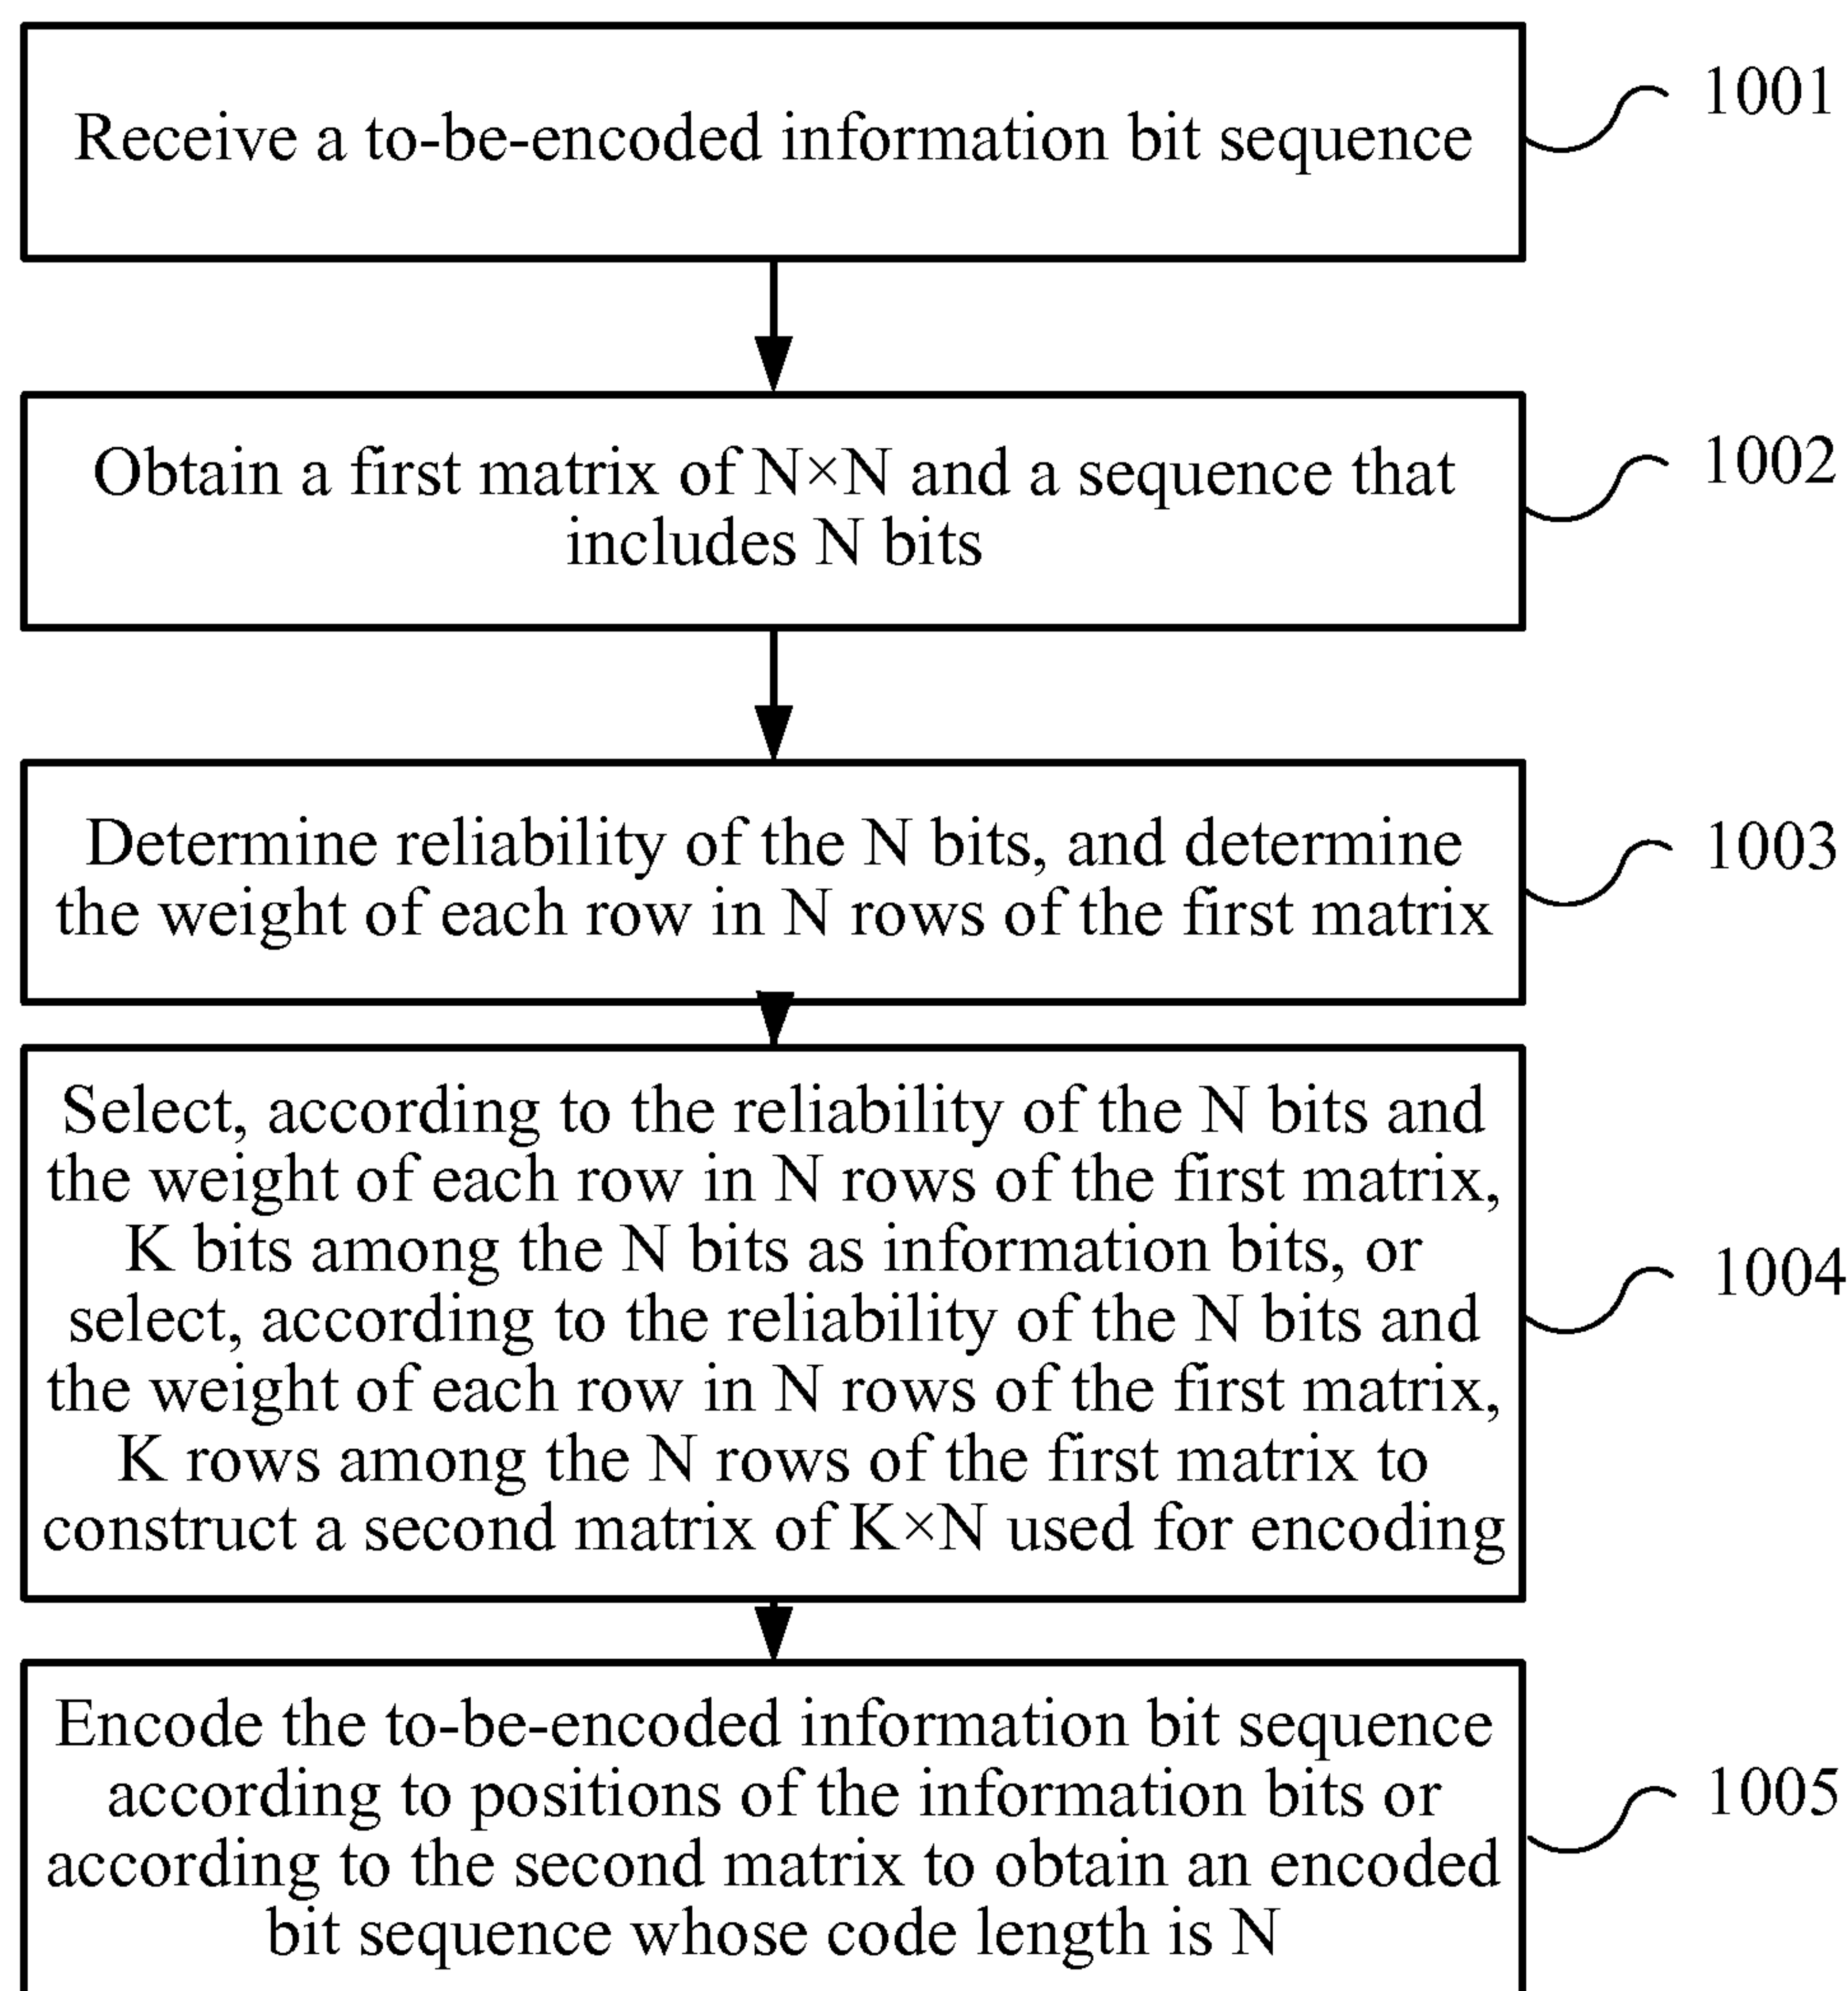 Receive a to-be-encoded information bit sequence
1001
Obtain a first matrix of N×N and a sequence that
includes N bits
1002
Determine reliability of the N bits, and determine
the weight of each row in N rows of the first matrix
1003
Select, according to the reliability of the N bits and
the weight of each row in N rows of the first matrix,
K bits among the N bits as information bits, or
select, according to the reliability of the N bits and
the weight of each row in N rows of the first matrix,
K rows among the N rows of the first matrix to
construct a second matrix of K×N used for encoding
1004
Encode the to-be-encoded information bit sequence
according to positions of the information bits or
according to the second matrix to obtain an encoded
bit sequence whose code length is N
1005